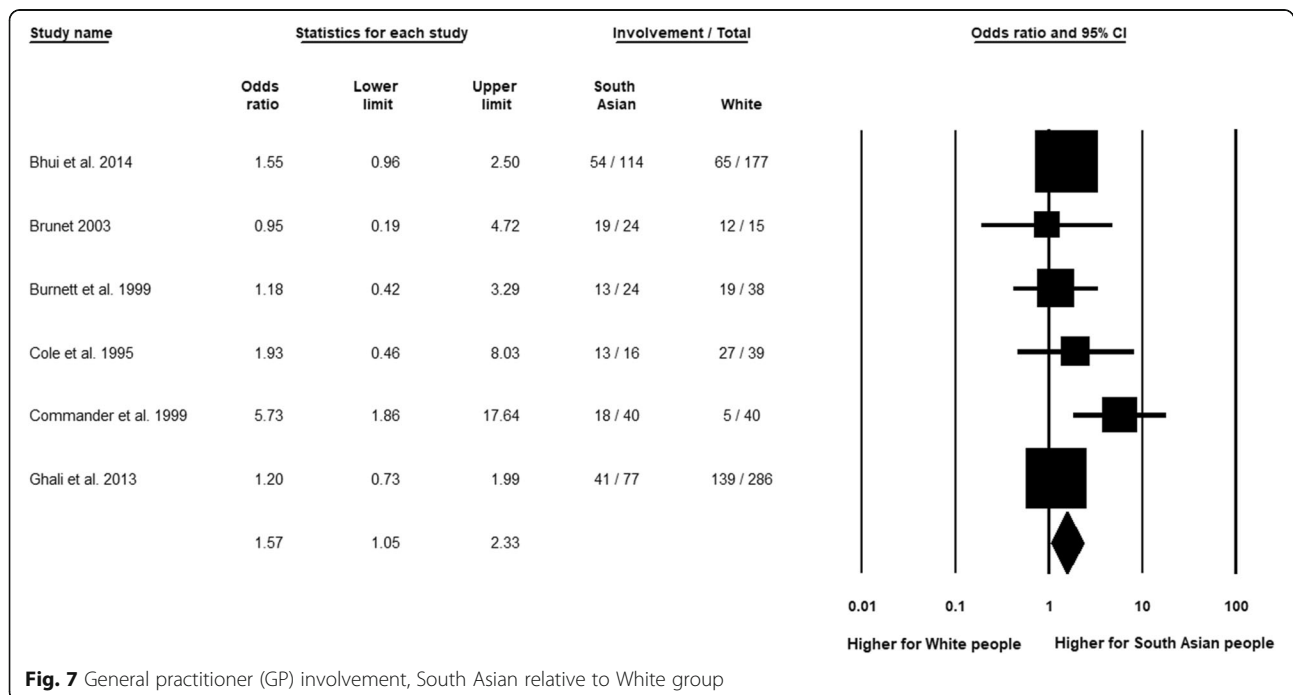 Study name Statistics for each study Involvement / Total Odds ratio and 95% CI
Odds ratio Lower limit Upper limit South Asian White
Bhui et al. 2014 1.55 0.96 2.50 54 / 114 65 / 177
Brunet 2003 0.95 0.19 4.72 19 / 24 12 / 15
Burnett et al. 1999 1.18 0.42 3.29 13 / 24 19 / 38
Cole et al. 1995 1.93 0.46 8.03 13 / 16 27 / 39
Commander et al. 1999 5.73 1.86 17.64 18 / 40 5 / 40
Ghali et al. 2013 1.20 0.73 1.99 41 / 77 139 / 286
1.57 1.05 2.33
0.01 0.1 1 10 100
Higher for White people Higher for South Asian people
Fig. 7 General practitioner (GP) involvement, South Asian relative to White group